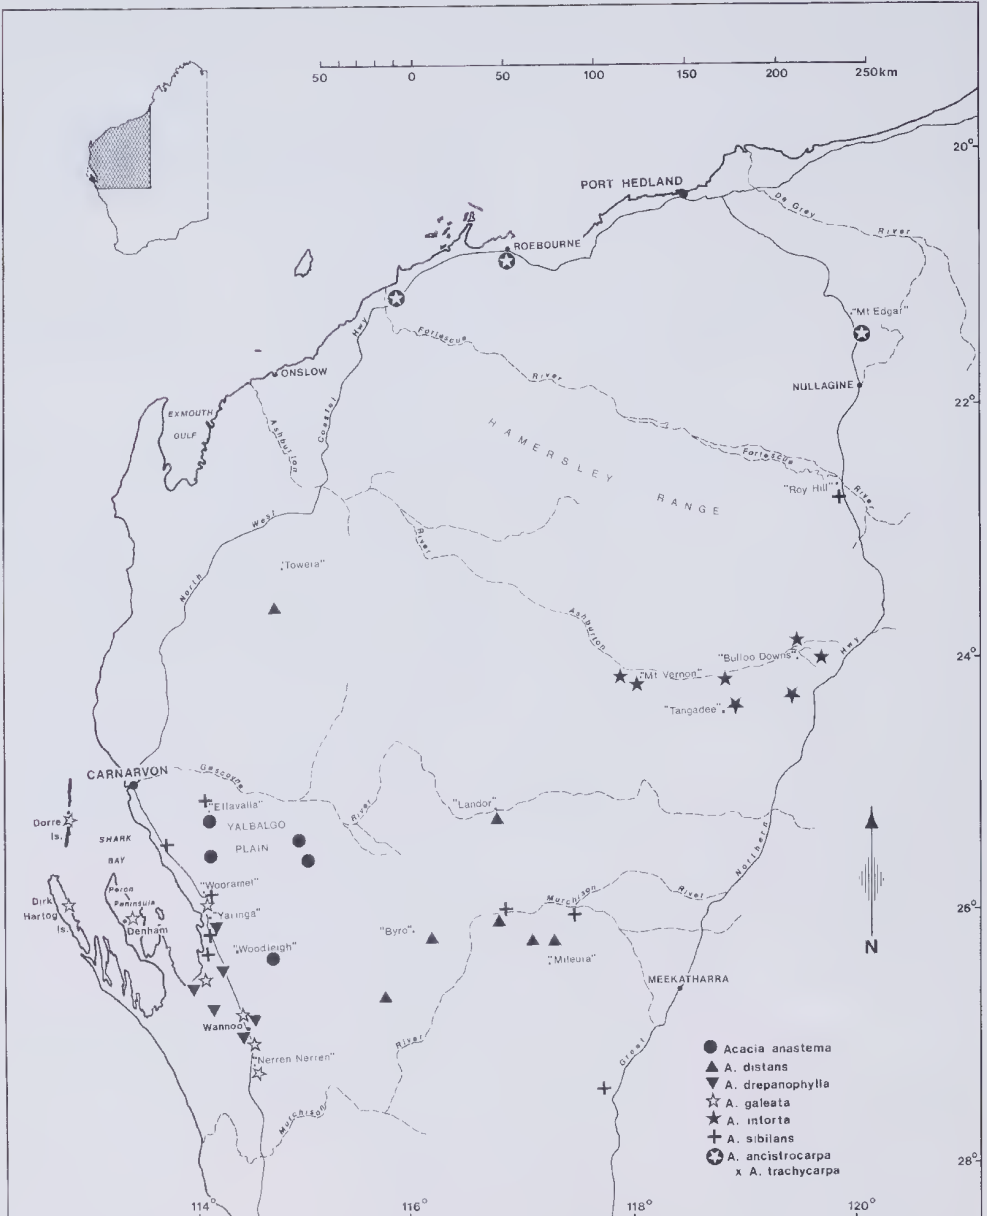 50 0 50 100 150 200 250km
20°
PORT HEDLAND
De Grey
River
ROEBOURNE
"Mt Edgar"
Hwy
Fortescue
River
ONSLOW
NULLAGINE
22°
EXMOUTH
GULF
Ashburton
Coastal
HAMERSLEY RANGE
Fortescue
River
"Roy Hill"
West
River
"Towera"
North
Ashburton
"Bulloo Downs"
Hwy
24°
"Mt Vernon"
"Tangadee"
CARNARVON
Gascoyne
River
"Ellavalla"
"Landor"
Dorre
Is.
YALBALGO
PLAIN
SHARK
BAY
Northern
"Wooramel"
Peron
Peninsula
Murchison
River
Dirk
Hartog
Is.
Denham
"Yaringa"
26°
"Byro"
"Woodleigh"
"Mileura"
N
MEEKATHARRA
Wannoo
River
Great
"Nerren Nerren"
Murchison
Acacia anastema
A. distans
A. drepanophylla
A. galeata
A. intorta
A. sibilans
A. ancistrocarpa
x A. trachycarpa
28°
114° 116° 118° 120°